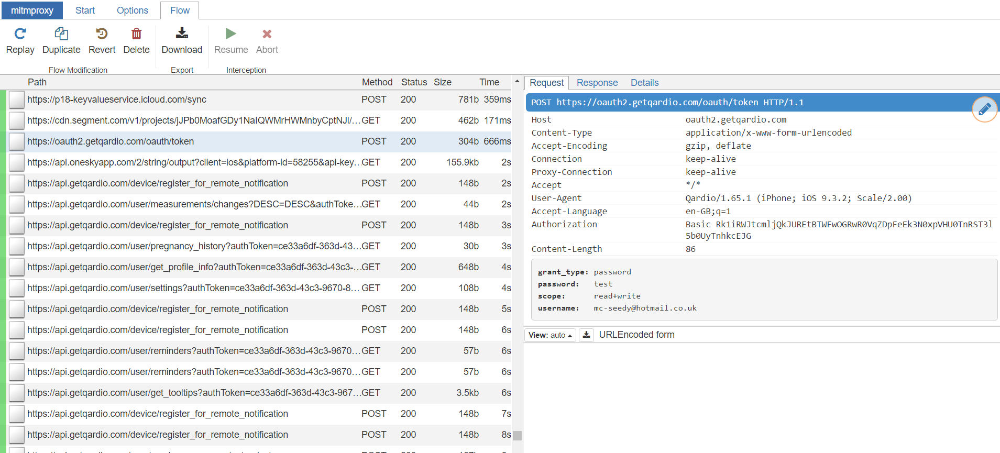 mitmproxy Start Options Flow
Replay Duplicate Revert Delete Download Resume Abort
Flow Modification Export Interception
Path Method Status Size Time
https://p18-keyvalueservice.icloud.com/sync POST 200 781b 359ms
https://cdn.segment.com/v1/projects/jJPb0MoafGDy1NaIQWMrHWMnbyCptNJl/... GET 200 462b 171ms
https://oauth2.getqardio.com/oauth/token POST 200 304b 666ms
https://api.oneskyapp.com/2/string/output?client=ios&platform-id=58255&api-key... GET 200 155.9kb 2s
https://api.getqardio.com/device/register_for_remote_notification POST 200 148b 2s
https://api.getqardio.com/user/measurements/changes?DESC=DESC&authToke... GET 200 44b 2s
https://api.getqardio.com/device/register_for_remote_notification POST 200 148b 3s
https://api.getqardio.com/user/pregnancy_history?authToken=ce33a6df-363d-43... GET 200 30b 3s
https://api.getqardio.com/user/get_profile_info?authToken=ce33a6df-363d-43c3-... GET 200 648b 4s
https://api.getqardio.com/user/settings?authToken=ce33a6df-363d-43c3-9670-8... GET 200 108b 4s
https://api.getqardio.com/device/register_for_remote_notification POST 200 148b 5s
https://api.getqardio.com/device/register_for_remote_notification POST 200 148b 6s
https://api.getqardio.com/user/reminders?authToken=ce33a6df-363d-43c3-9670... GET 200 57b 6s
https://api.getqardio.com/user/reminders?authToken=ce33a6df-363d-43c3-9670... GET 200 57b 6s
https://api.getqardio.com/user/get_tooltips?authToken=ce33a6df-363d-43c3-967... GET 200 3.5kb 6s
https://api.getqardio.com/device/register_for_remote_notification POST 200 148b 7s
https://api.getqardio.com/device/register_for_remote_notification POST 200 148b 8s
Request Response Details
POST https://oauth2.getqardio.com/oauth/token HTTP/1.1
Host oauth2.getqardio.com
Content-Type application/x-www-form-urlencoded
Accept-Encoding gzip, deflate
Connection keep-alive
Proxy-Connection keep-alive
Accept */*
User-Agent Qardio/1.65.1 (iPhone; iOS 9.3.2; Scale/2.00)
Accept-Language en-GB;q=1
Authorization Basic Rk1iRWJtcmljQkJUREtBTWFwOGRwR0VqZDpFeEk3N0xpVHU0TnRST3l
5b0UyTnhkcEJG
Content-Length 86
grant_type: password
password: test
scope: read+write
username: mc-seedy@hotmail.co.uk
View: auto URLEncoded form